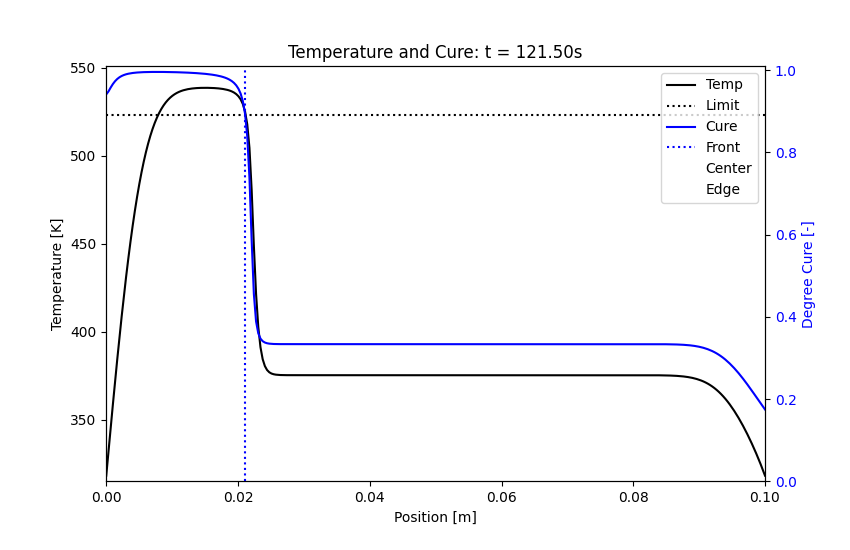 Temperature and Cure: t = 121.50s
550
500
450
400
350
Temperature [K]
1.0
0.8
0.6
0.4
0.2
0.0
Degree Cure [-]
Temp
Limit
Cure
Front
Center
Edge
0.00 0.02 0.04 0.06 0.08 0.10
Position [m]